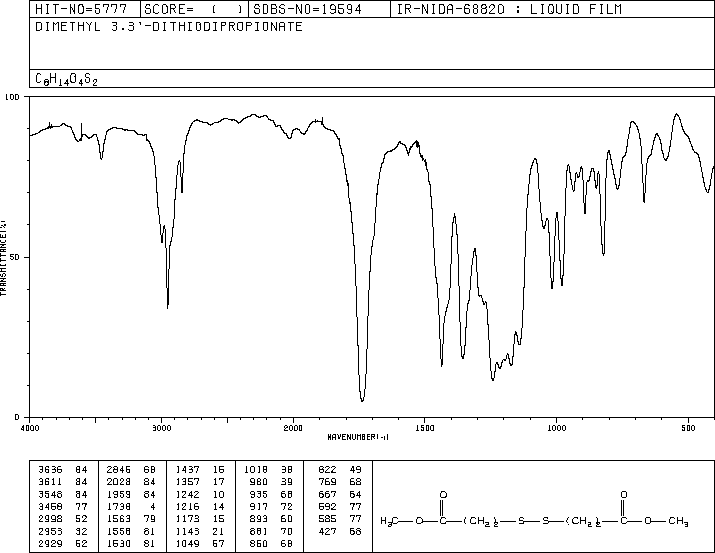 HIT-NO=5777 SCORE= ( ) SDBS-NO=19594 IR-NIDA-68820 : LIQUID FILM
DIMETHYL 3.3'-DITHIODIPROPIONATE
C8H14O4S2
100
50
0
TRANSMITTANCE(%)
4000 3000 2000 1500 1000 500
WAVENUMBER(-1)
3636 84 2846 68 1437 15 1018 38 822 49
3611 84 2028 84 1357 17 980 39 769 68
3548 84 1959 84 1242 10 935 68 667 64
3458 77 1738 4 1216 14 917 72 592 77
2998 52 1563 79 1173 15 893 60 585 77
2953 32 1558 81 1143 21 881 70 427 68
2929 52 1530 81 1049 57 850 68
O O
H3C—O—C—(CH2)2—S—S—(CH2)2—C—O—CH3